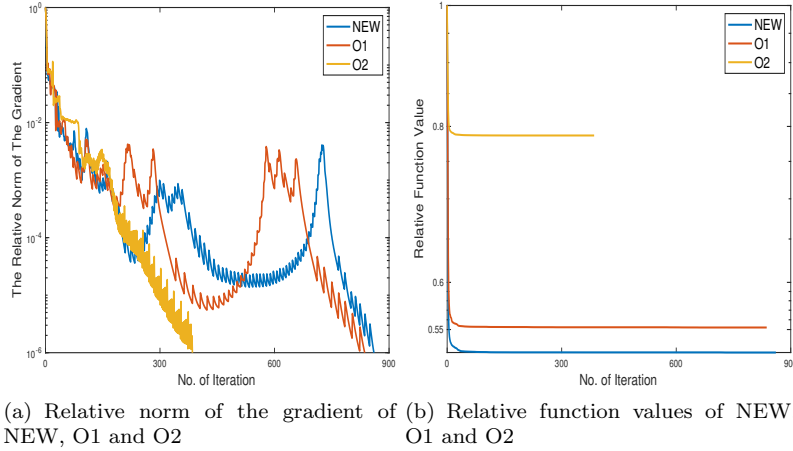 10^0
10^-2
10^-4
10^-6
The Relative Norm of The Gradient
0 300 600 900
No. of Iteration
NEW
O1
O2
1
0.8
0.6
0.55
Relative Function Value
0 300 600 90
No. of Iteration
NEW
O1
O2
(a) Relative norm of the gradient of
NEW, O1 and O2
(b) Relative function values of NEW
O1 and O2